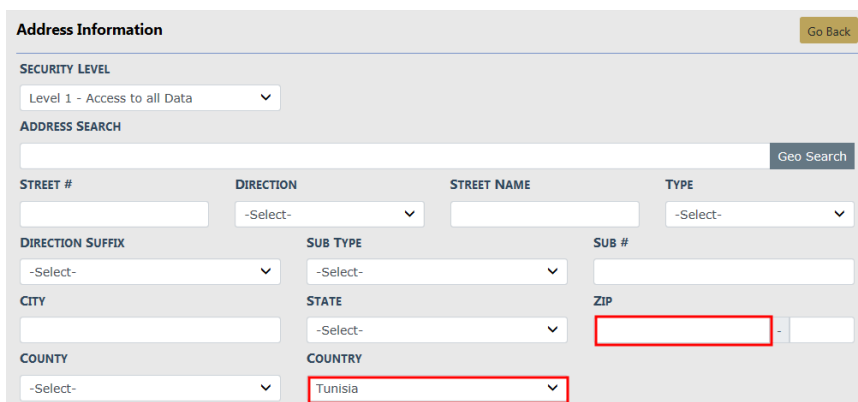 Address Information
Go Back
SECURITY LEVEL
Level 1 - Access to all Data
ADDRESS SEARCH
Geo Search
STREET # DIRECTION STREET NAME TYPE
-Select- -Select-
DIRECTION SUFFIX SUB TYPE SUB #
-Select- -Select-
CITY STATE ZIP
-Select- -
COUNTY COUNTRY
-Select- Tunisia